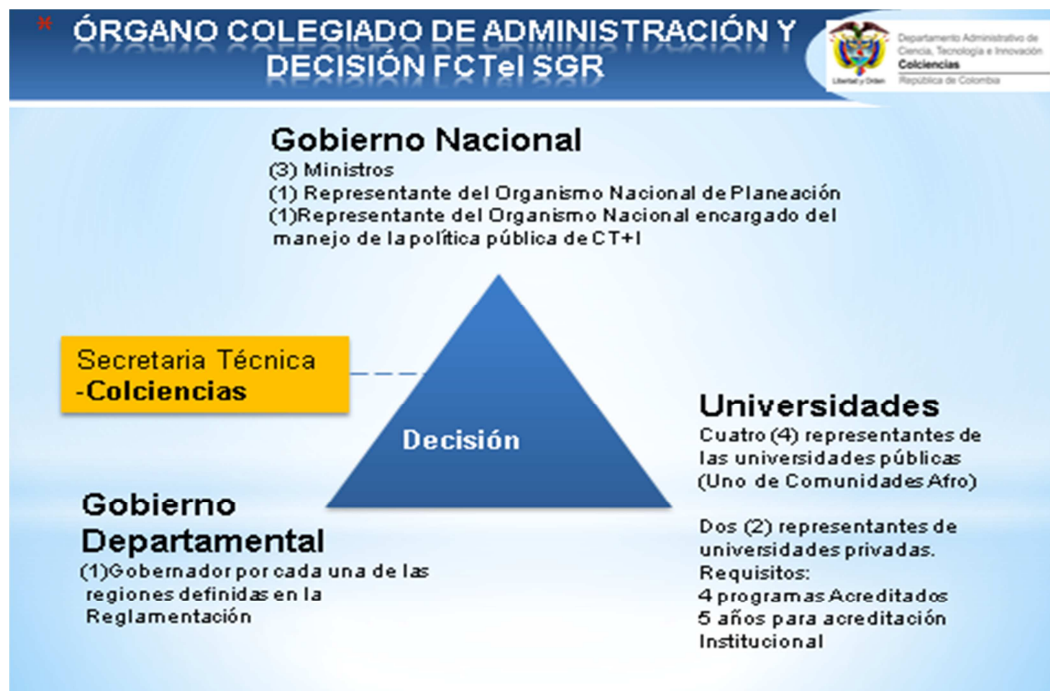 * ÓRGANO COLEGIADO DE ADMINISTRACIÓN Y
DECISIÓN FCTeI SGR
Libertad y Orden
Departamento Administrativo de
Ciencia, Tecnología e Innovación
Colciencias
República de Colombia
Gobierno Nacional
(3) Ministros
(1) Representante del Organismo Nacional de Planeación
(1)Representante del Organismo Nacional encargado del
manejo de la política pública de CT+I
Secretaria Técnica
-Colciencias
Decisión
Gobierno
Departamental
(1)Gobernador por cada una de las
regiones definidas en la
Reglamentación
Universidades
Cuatro (4) representantes de
las universidades públicas
(Uno de Comunidades Afro)
Dos (2) representantes de
universidades privadas.
Requisitos:
4 programas Acreditados
5 años para acreditación
Institucional